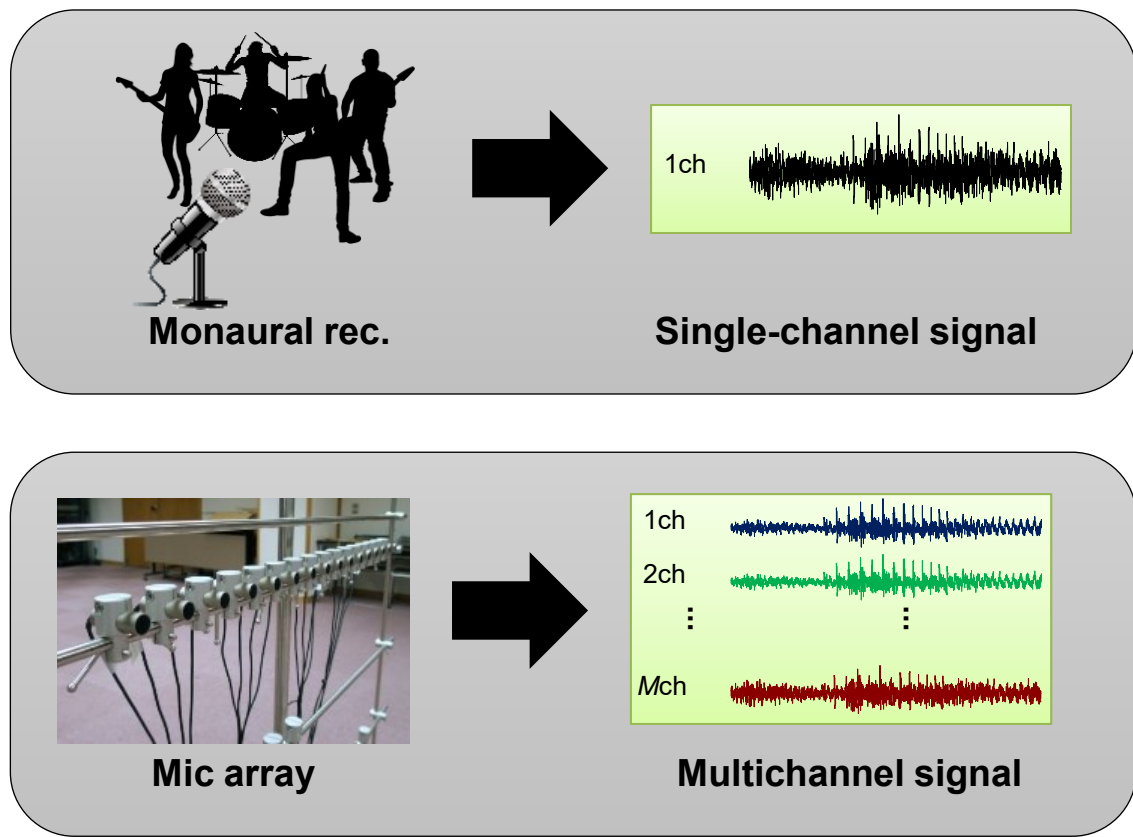 1ch
Monaural rec.
Single-channel signal
1ch
2ch
⋮ ⋮
Mch
Mic array
Multichannel signal